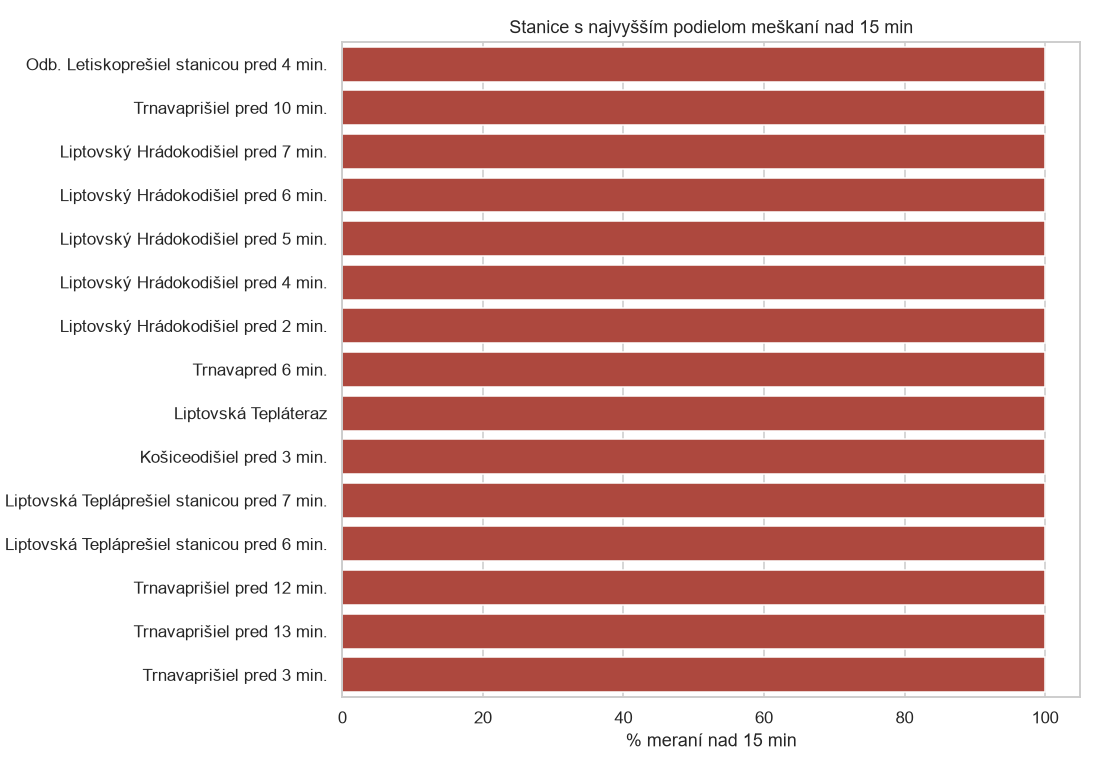 Stanice s najvyšším podielom meškaní nad 15 min
Odb. Letiskoprešiel stanicou pred 4 min.
Trnavaprišiel pred 10 min.
Liptovský Hrádokodišiel pred 7 min.
Liptovský Hrádokodišiel pred 6 min.
Liptovský Hrádokodišiel pred 5 min.
Liptovský Hrádokodišiel pred 4 min.
Liptovský Hrádokodišiel pred 2 min.
Trnavapred 6 min.
Liptovská Tepláteraz
Košiceodišiel pred 3 min.
Liptovská Tepláprešiel stanicou pred 7 min.
Liptovská Tepláprešiel stanicou pred 6 min.
Trnavaprišiel pred 12 min.
Trnavaprišiel pred 13 min.
Trnavaprišiel pred 3 min.
0 20 40 60 80 100
% meraní nad 15 min